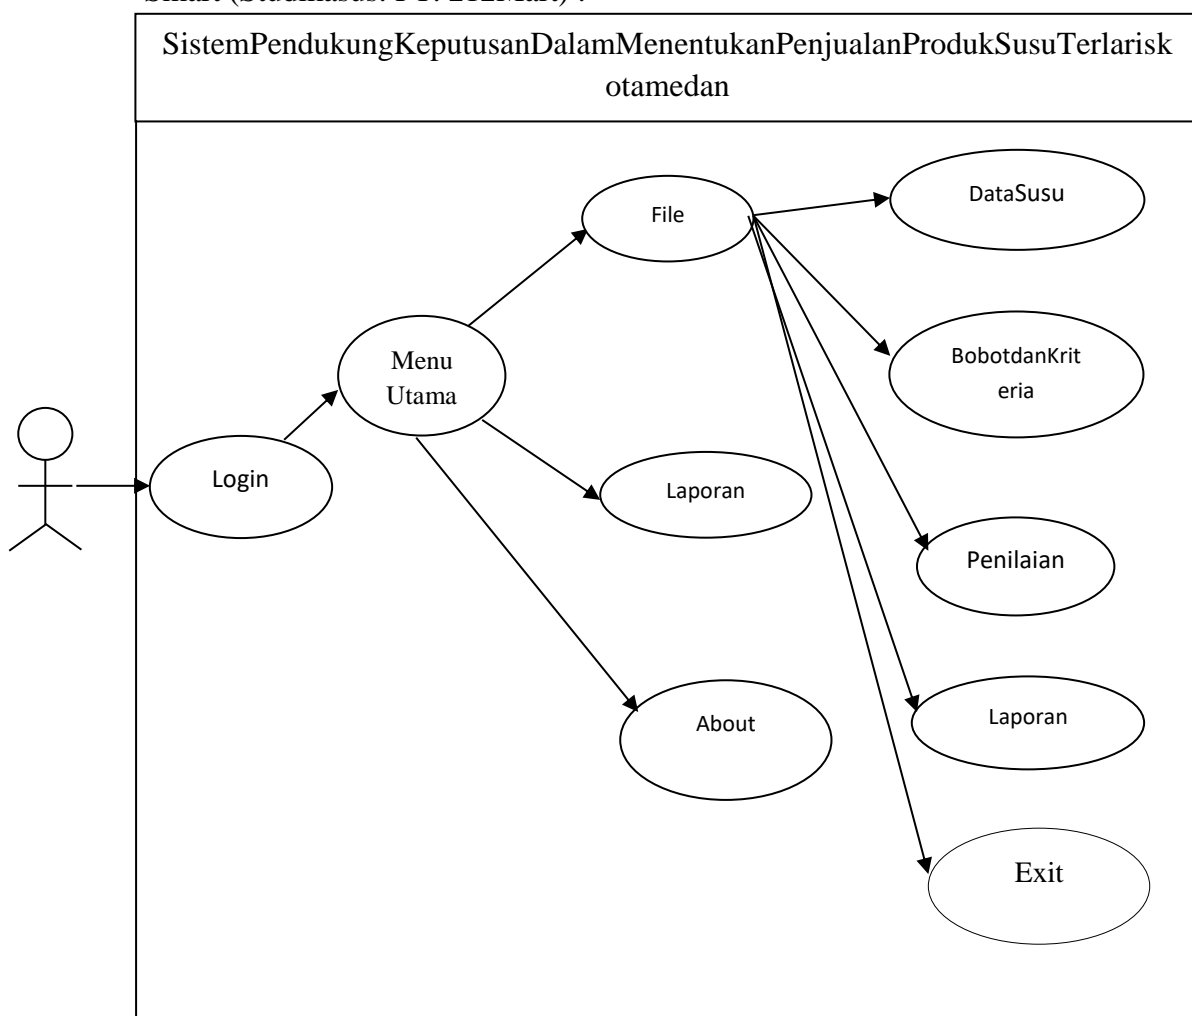 SistemPendukungKeputusanDalamMenentukanPenjualanProdukSusuTerlarisk
otamedan
File
DataSusu
Menu
Utama
BobotdanKrit
eria
Login
Laporan
Penilaian
About
Laporan
Exit